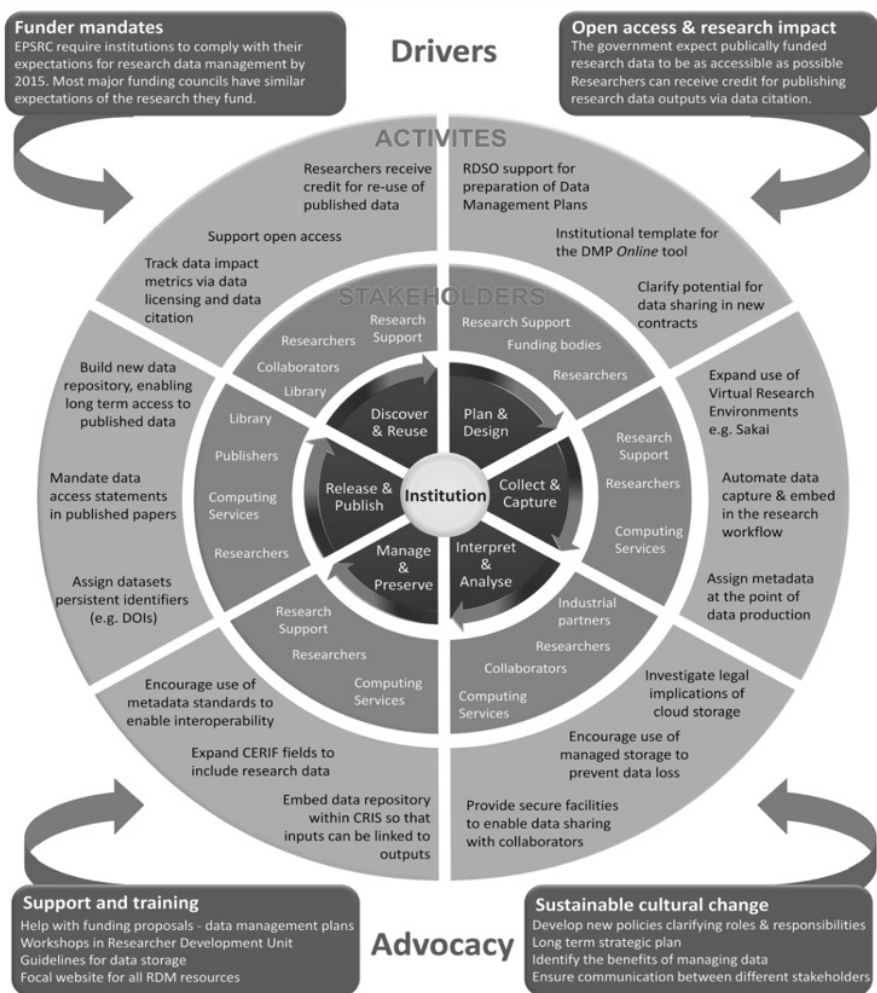 Funder mandates
EPSRC require institutions to comply with their
expectations for research data management by
2015. Most major funding councils have similar
expectations of the research they fund.
Drivers
Open access & research impact
The government expect publically funded
research data to be as accessible as possible
Researchers can receive credit for publishing
research data outputs via data citation.
ACTIVITES
Researchers receive
credit for re-use of
published data
Support open access
Track data impact
metrics via data
licensing and data
citation
RDSO support for
preparation of Data
Management Plans
Institutional template for
the DMP Online tool
Clarify potential for
data sharing in new
contracts
STAKEHOLDERS
Research
Support
Researchers
Collaborators
Library
Research Support
Funding bodies
Researchers
Build new data
repository, enabling
long term access to
published data
Mandate data
access statements
in published papers
Assign datasets
persistent identifiers
(e.g. DOIs)
Library
Publishers
Computing
Services
Researchers
Discover
& Reuse
Plan &
Design
Release &
Publish
Institution
Collect &
Capture
Manage
&
Preserve
Interpret
&
Analyse
Research
Support
Researchers
Computing
Services
Expand use of
Virtual Research
Environments
e.g. Sakai
Automate data
capture & embed
in the research
workflow
Assign metadata
at the point of
data production
Research
Support
Researchers
Computing
Services
Industrial
partners
Researchers
Collaborators
Computing
Services
Encourage use of
metadata standards to
enable interoperability
Expand CERIF fields to
include research data
Embed data repository
within CRIS so that
inputs can be linked to
outputs
Investigate legal
implications of
cloud storage
Encourage use of
managed storage to
prevent data loss
Provide secure facilities
to enable data sharing
with collaborators
Support and training
Help with funding proposals - data management plans
Workshops in Researcher Development Unit
Guidelines for data storage
Focal website for all RDM resources
Advocacy
Sustainable cultural change
Develop new policies clarifying roles & responsibilities
Long term strategic plan
Identify the benefits of managing data
Ensure communication between different stakeholders